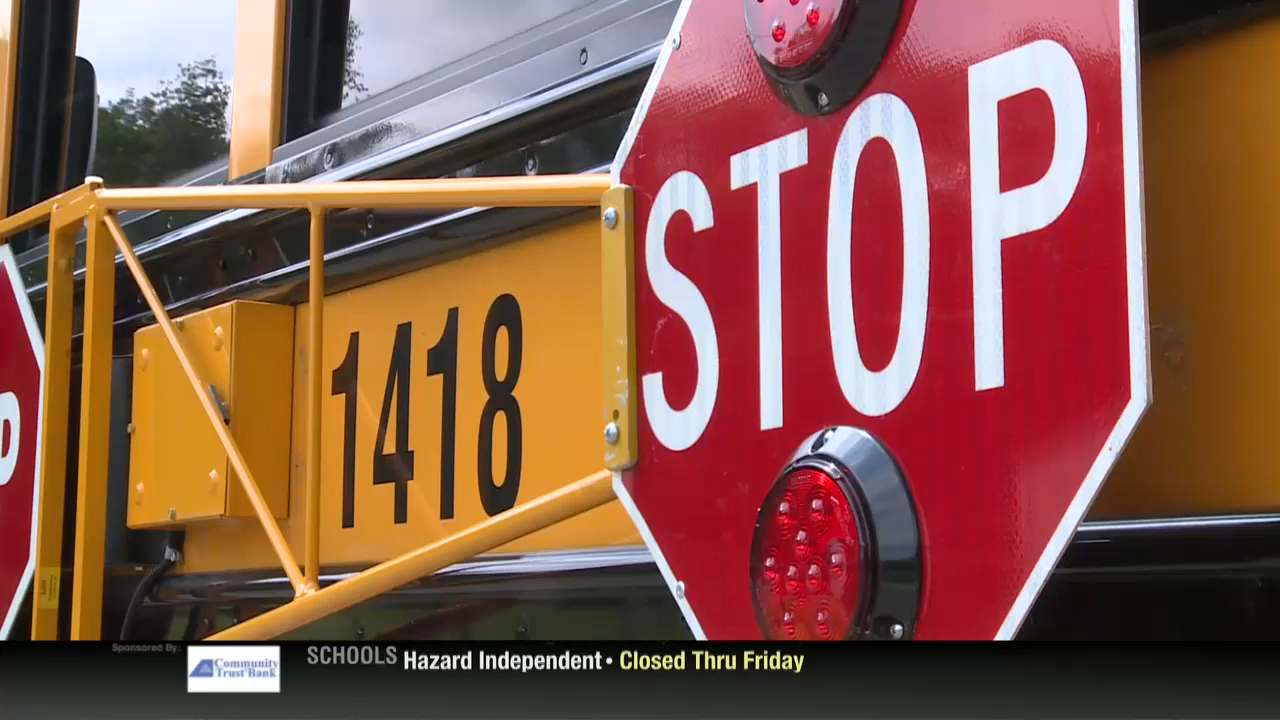 STOP
1418
P
Sponsored By:
Community
Trust Bank
SCHOOLS Hazard Independent • Closed Thru Friday